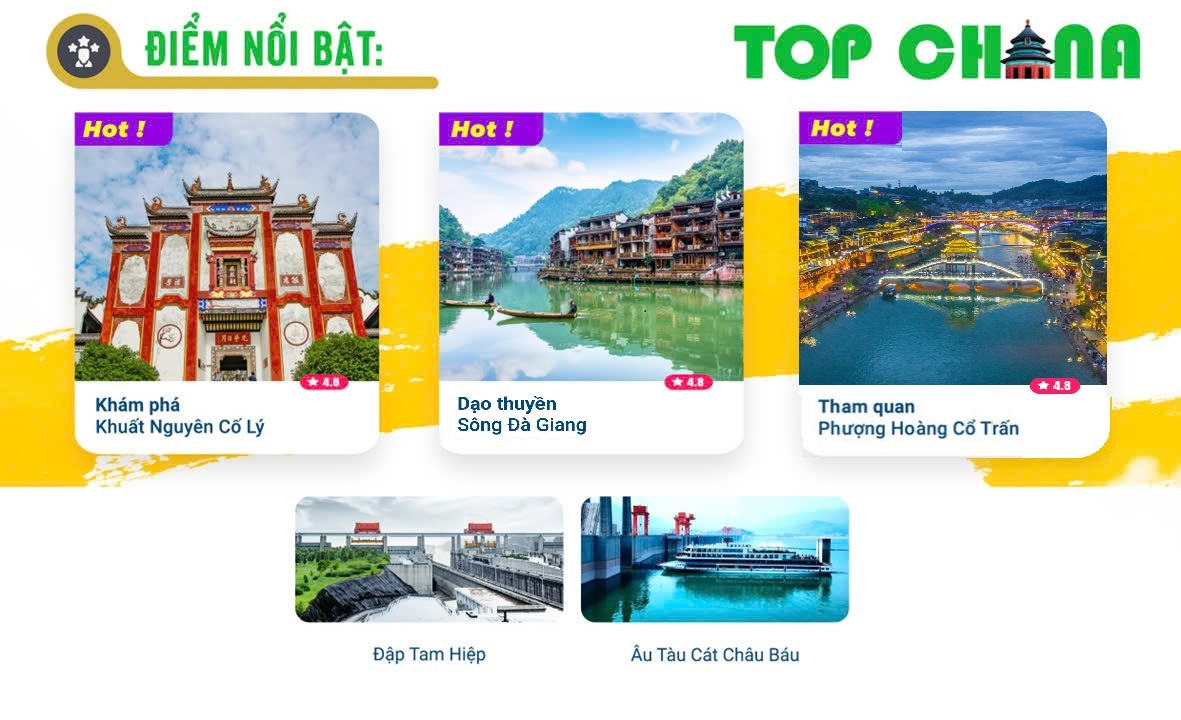 ĐIỂM NỔI BẬT:
TOP CHINA
Hot !
Hot !
Hot !
4.8
4.8
4.8
Khám phá
Khuất Nguyên Cố Lý
Dạo thuyền
Sông Đà Giang
Tham quan
Phượng Hoàng Cổ Trấn
Đập Tam Hiệp
Âu Tàu Cát Châu Báu